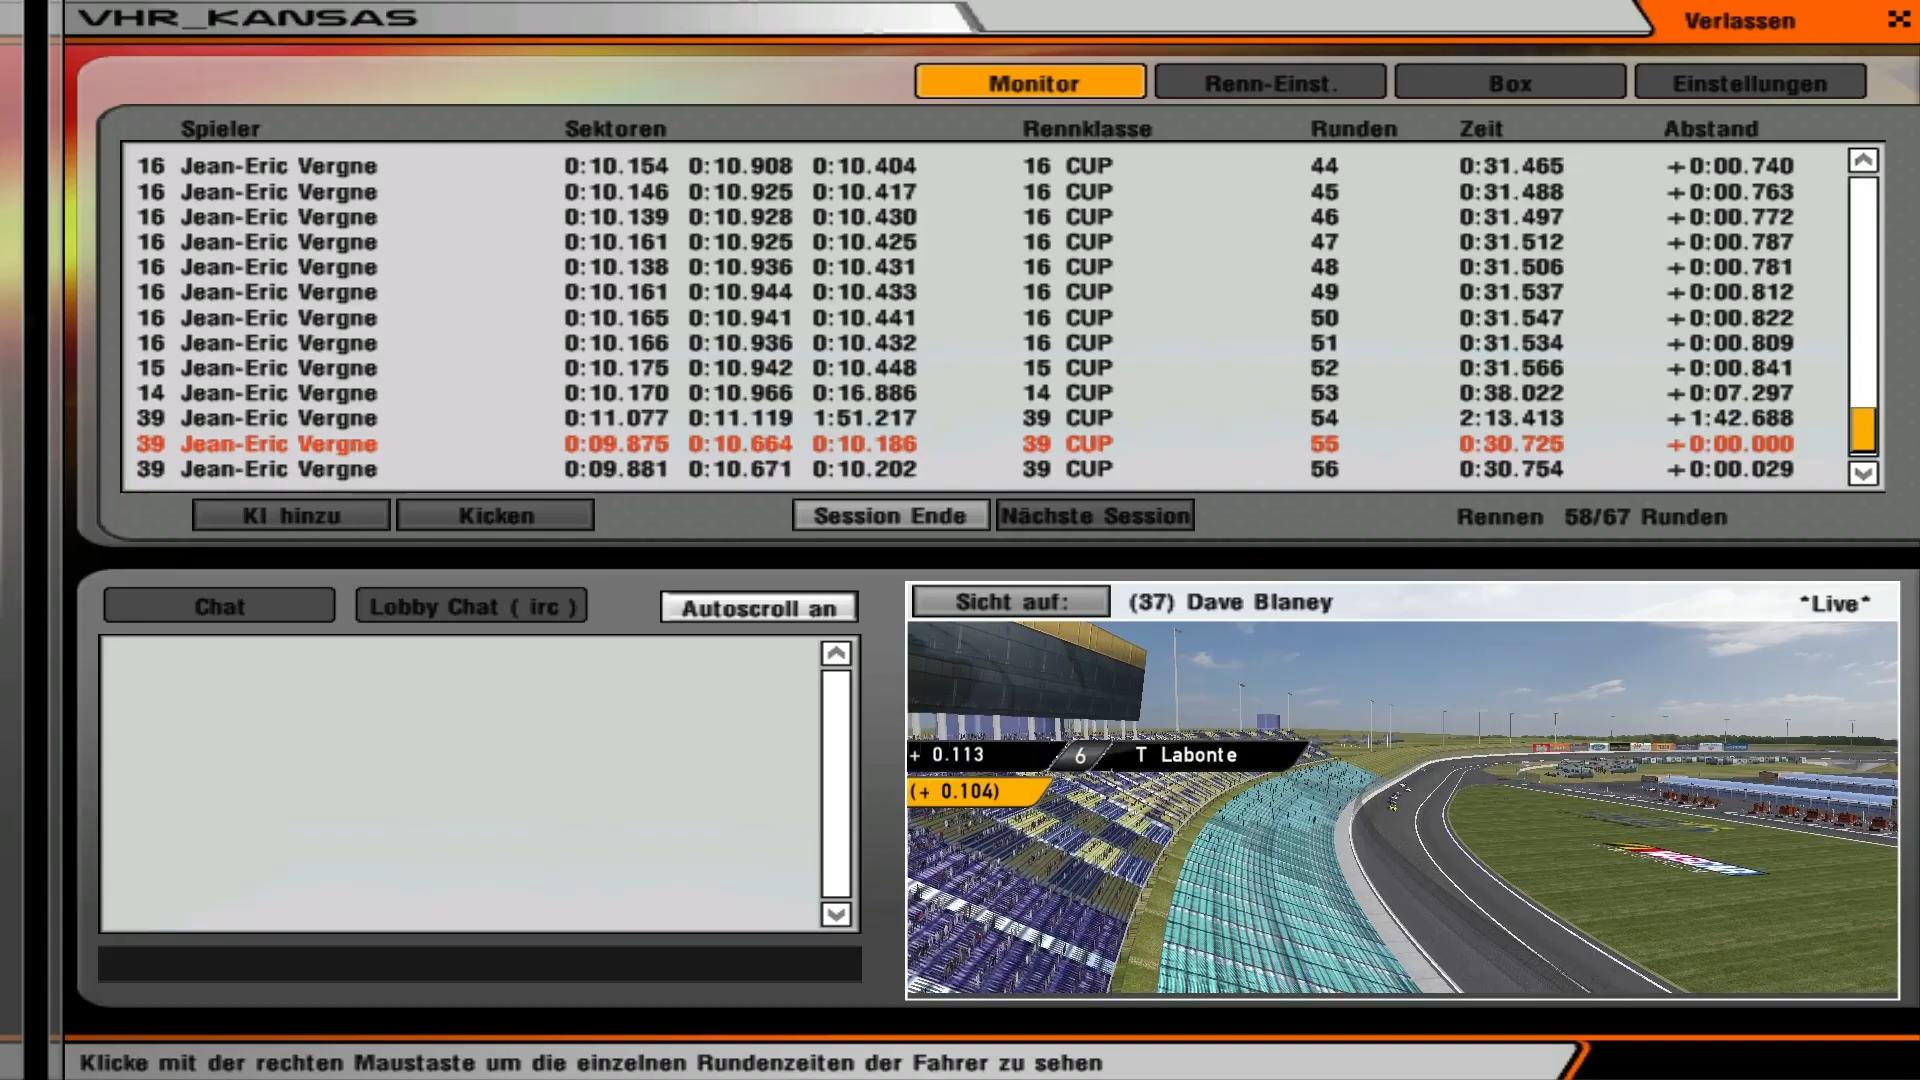 VHR_KANSAS
Verlassen
Monitor Renn-Einst. Box Einstellungen
Spieler Sektoren Rennklasse Runden Zeit Abstand
16 Jean-Eric Vergne 0:10.154 0:10.908 0:10.404 16 CUP 44 0:31.465 +0:00.740
16 Jean-Eric Vergne 0:10.146 0:10.925 0:10.417 16 CUP 45 0:31.488 +0:00.763
16 Jean-Eric Vergne 0:10.139 0:10.928 0:10.430 16 CUP 46 0:31.497 +0:00.772
16 Jean-Eric Vergne 0:10.161 0:10.925 0:10.425 16 CUP 47 0:31.512 +0:00.787
16 Jean-Eric Vergne 0:10.138 0:10.936 0:10.431 16 CUP 48 0:31.506 +0:00.781
16 Jean-Eric Vergne 0:10.161 0:10.944 0:10.433 16 CUP 49 0:31.537 +0:00.812
16 Jean-Eric Vergne 0:10.165 0:10.941 0:10.441 16 CUP 50 0:31.547 +0:00.822
16 Jean-Eric Vergne 0:10.166 0:10.936 0:10.432 16 CUP 51 0:31.534 +0:00.809
15 Jean-Eric Vergne 0:10.175 0:10.942 0:10.448 15 CUP 52 0:31.566 +0:00.841
14 Jean-Eric Vergne 0:10.170 0:10.966 0:16.886 14 CUP 53 0:38.022 +0:07.297
39 Jean-Eric Vergne 0:11.077 0:11.119 1:51.217 39 CUP 54 2:13.413 +1:42.688
39 Jean-Eric Vergne 0:09.875 0:10.664 0:10.186 39 CUP 55 0:30.725 +0:00.000
39 Jean-Eric Vergne 0:09.881 0:10.671 0:10.202 39 CUP 56 0:30.754 +0:00.029
KI hinzu Kicken Session Ende Nächste Session Rennen 58/67 Runden
Chat Lobby Chat ( irc ) Autoscroll an
Sicht auf: (37) Dave Blaney *Live*
+ 0.113 6 T Labonte
(+ 0.104)
Klicke mit der rechten Maustaste um die einzelnen Rundenzeiten der Fahrer zu sehen